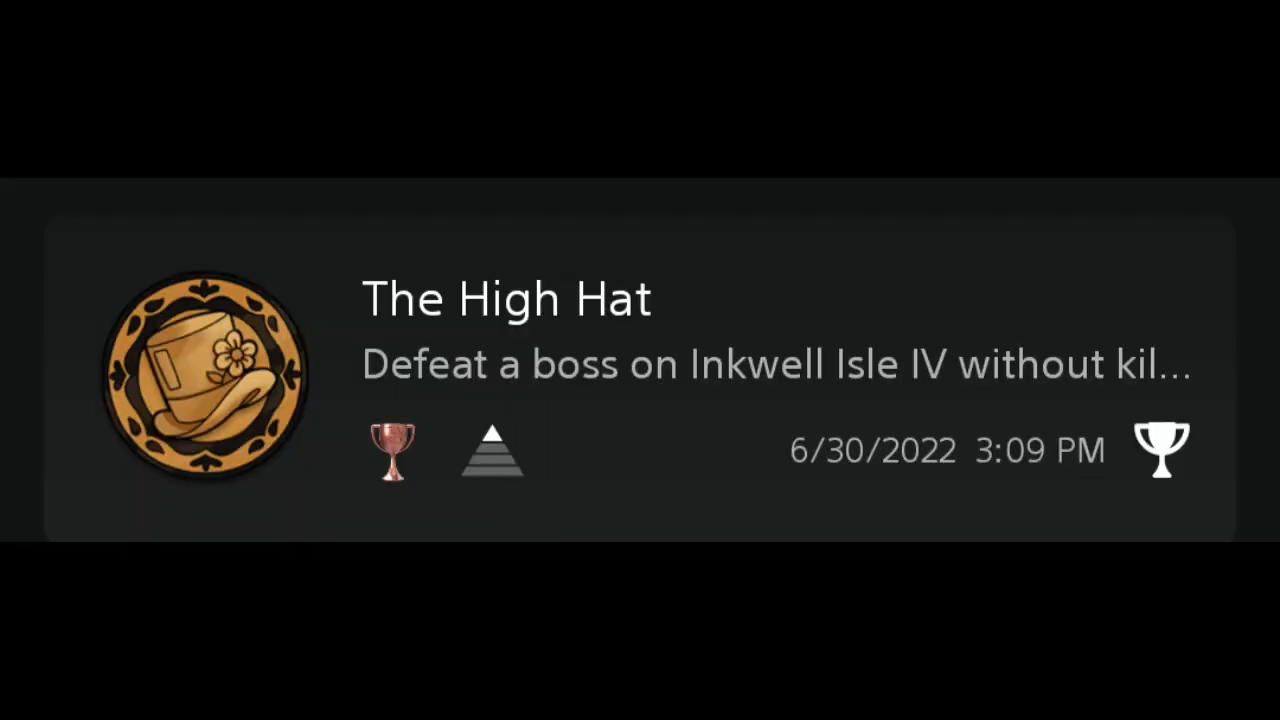 The High Hat
Defeat a boss on Inkwell Isle IV without kil...
6/30/2022 3:09 PM